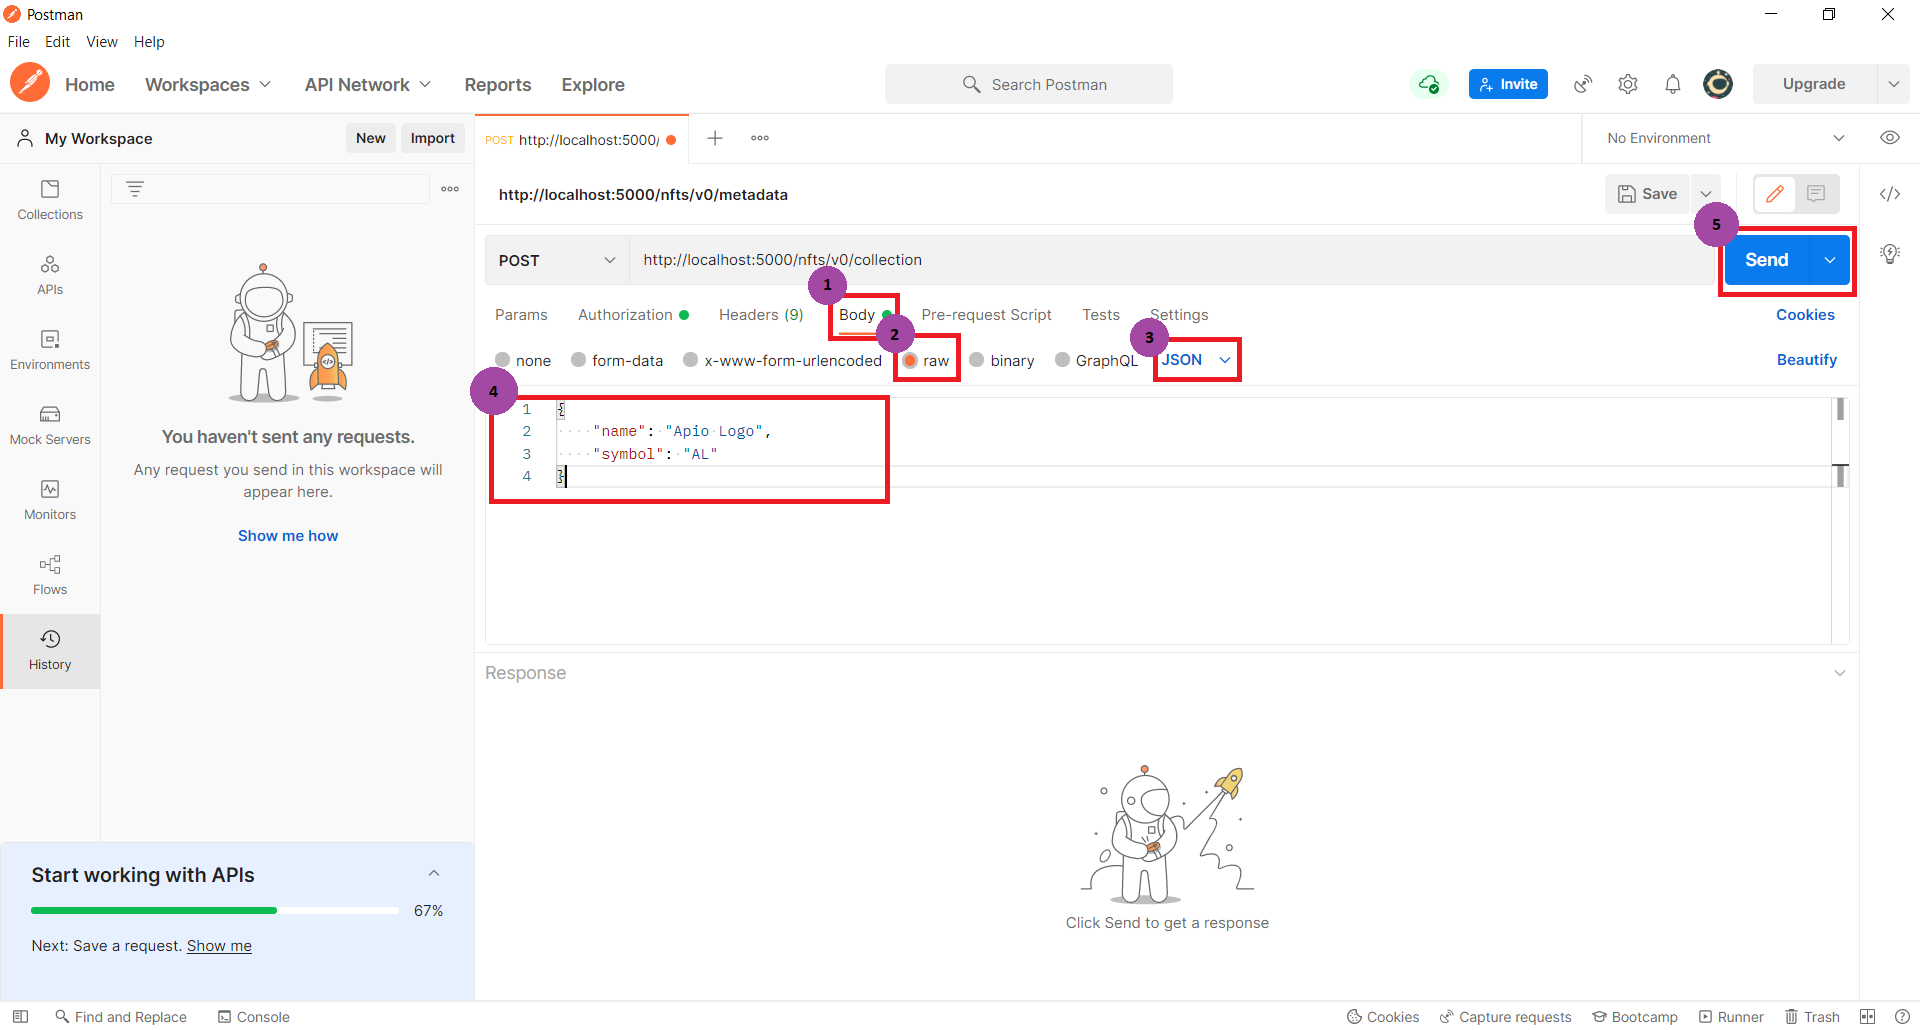 Postman
File Edit View Help
Home Workspaces API Network Reports Explore Search Postman Invite Upgrade
My Workspace New Import POST http://localhost:5000/ No Environment
http://localhost:5000/nfts/v0/metadata Save
5
POST http://localhost:5000/nfts/v0/collection Send
1
Params Authorization Headers (9) Body Pre-request Script Tests Settings Cookies
2
3
none form-data x-www-form-urlencoded raw binary GraphQL JSON Beautify
4
1 {
2 "name": "Apio Logo",
3 "symbol": "AL"
4 }
Collections
APIs
Environments
Mock Servers
Monitors
Flows
History
You haven't sent any requests.
Any request you send in this workspace will
appear here.
Show me how
Response
Click Send to get a response
Start working with APIs
67%
Next: Save a request. Show me
Find and Replace Console Cookies Capture requests Bootcamp Runner Trash